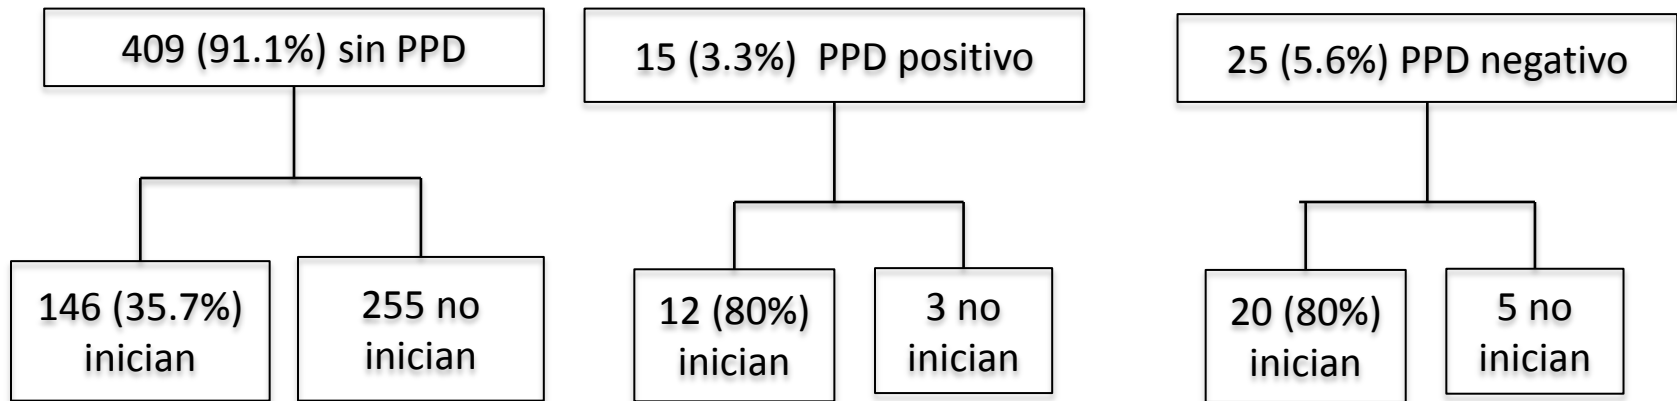 409 (91.1%) sin PPD
15 (3.3%) PPD positivo
25 (5.6%) PPD negativo
146 (35.7%)
inician
255 no
inician
12 (80%)
inician
3 no
inician
20 (80%)
inician
5 no
inician